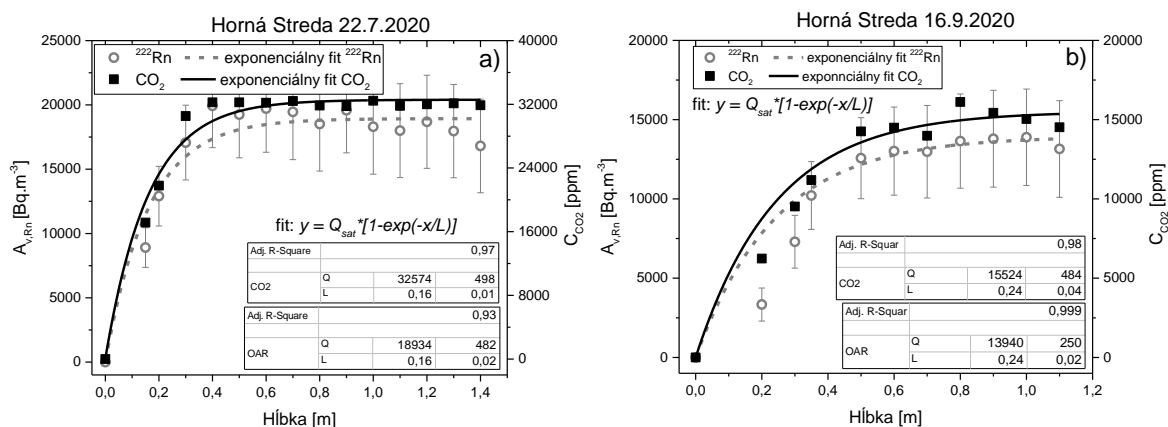 Horná Streda 22.7.2020
25000
20000
15000
10000
5000
0
A_v,Rn [Bq.m⁻³]
²²²Rn exponenciálny fit ²²²Rn
CO₂ exponenciálny fit CO₂
a)
fit: y = Q_sat*[1-exp(-x/L)]
Adj. R-Square 0,97
CO2 Q 32574 498
L 0,16 0,01
Adj. R-Square 0,93
OAR Q 18934 482
L 0,16 0,02
40000
32000
24000
16000
8000
0
C_CO2 [ppm]
0,0 0,2 0,4 0,6 0,8 1,0 1,2 1,4
Hĺbka [m]
Horná Streda 16.9.2020
20000
15000
10000
5000
0
A_v,Rn [Bq.m⁻³]
²²²Rn exponenciálny fit ²²²Rn
CO₂ exponnciálny fit CO₂
b)
fit: y = Q_sat*[1-exp(-x/L)]
Adj. R-Squar 0,98
CO2 Q 15524 484
L 0,24 0,04
Adj. R-Squar 0,999
OAR Q 13940 250
L 0,24 0,02
20000
16000
12000
8000
4000
0
C_CO2 [ppm]
0,0 0,2 0,4 0,6 0,8 1,0 1,2
Hĺbka [m]